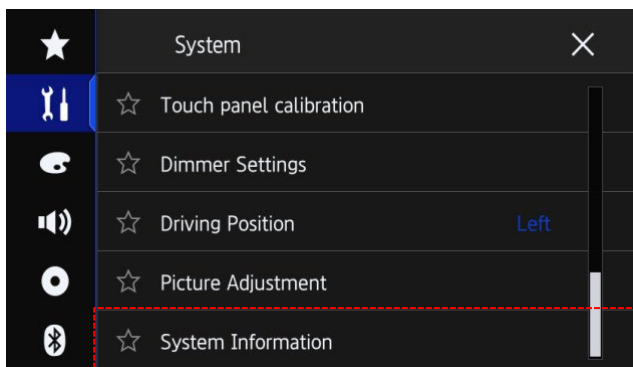 System
Touch panel calibration
Dimmer Settings
Driving Position Left
Picture Adjustment
System Information